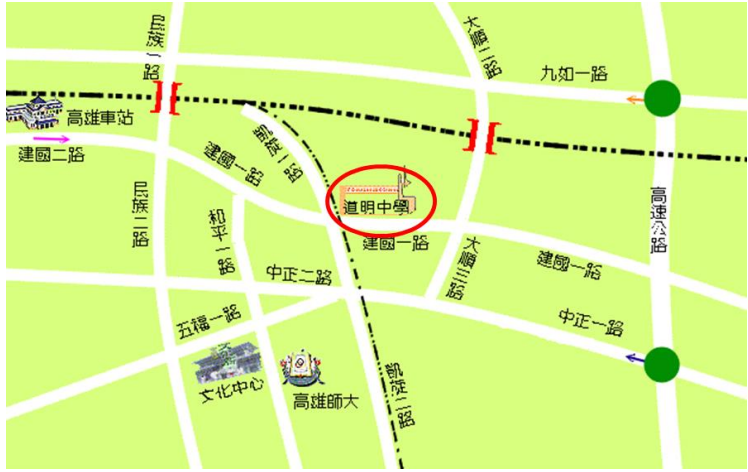 民族一路
大順二路
九如一路
高雄車站
建國二路
凱旋一路
建國一路
道明中學
民族二路
和平一路
建國一路
大順三路
建國一路
高速公路
中正二路
五福一路
中正一路
文化中心
高雄師大
凱旋二路